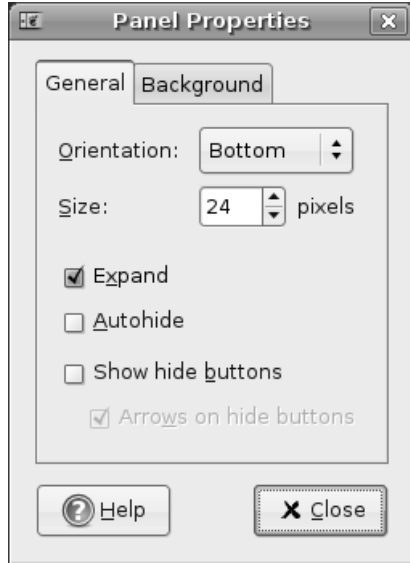 Panel Properties
General Background
Orientation: Bottom
Size: 24 pixels
Expand
Autohide
Show hide buttons
Arrows on hide buttons
Help Close